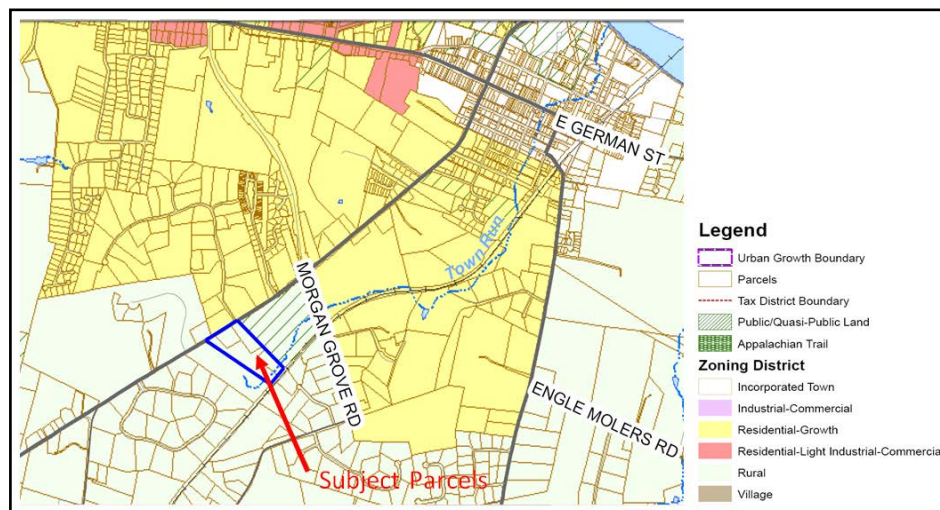 E GERMAN ST
Town Run
MORGAN GROVE RD
ENGLE MOLERS RD
Subject Parcels
Legend
Urban Growth Boundary
Parcels
Tax District Boundary
Public/Quasi-Public Land
Appalachian Trail
Zoning District
Incorporated Town
Industrial-Commercial
Residential-Growth
Residential-Light Industrial-Commercial
Rural
Village